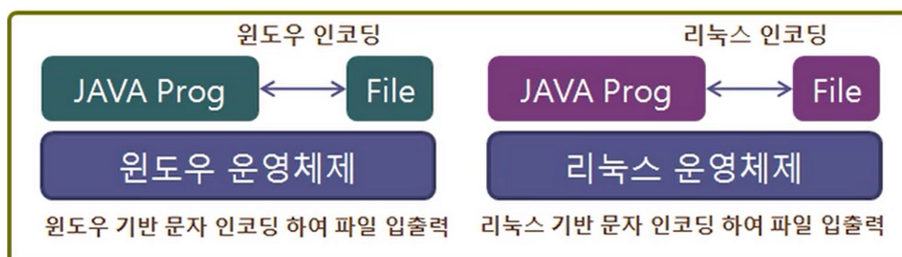 윈도우 인코딩
리눅스 인코딩
JAVA Prog
File
JAVA Prog
File
윈도우 운영체제
리눅스 운영체제
윈도우 기반 문자 인코딩 하여 파일 입출력
리눅스 기반 문자 인코딩 하여 파일 입출력